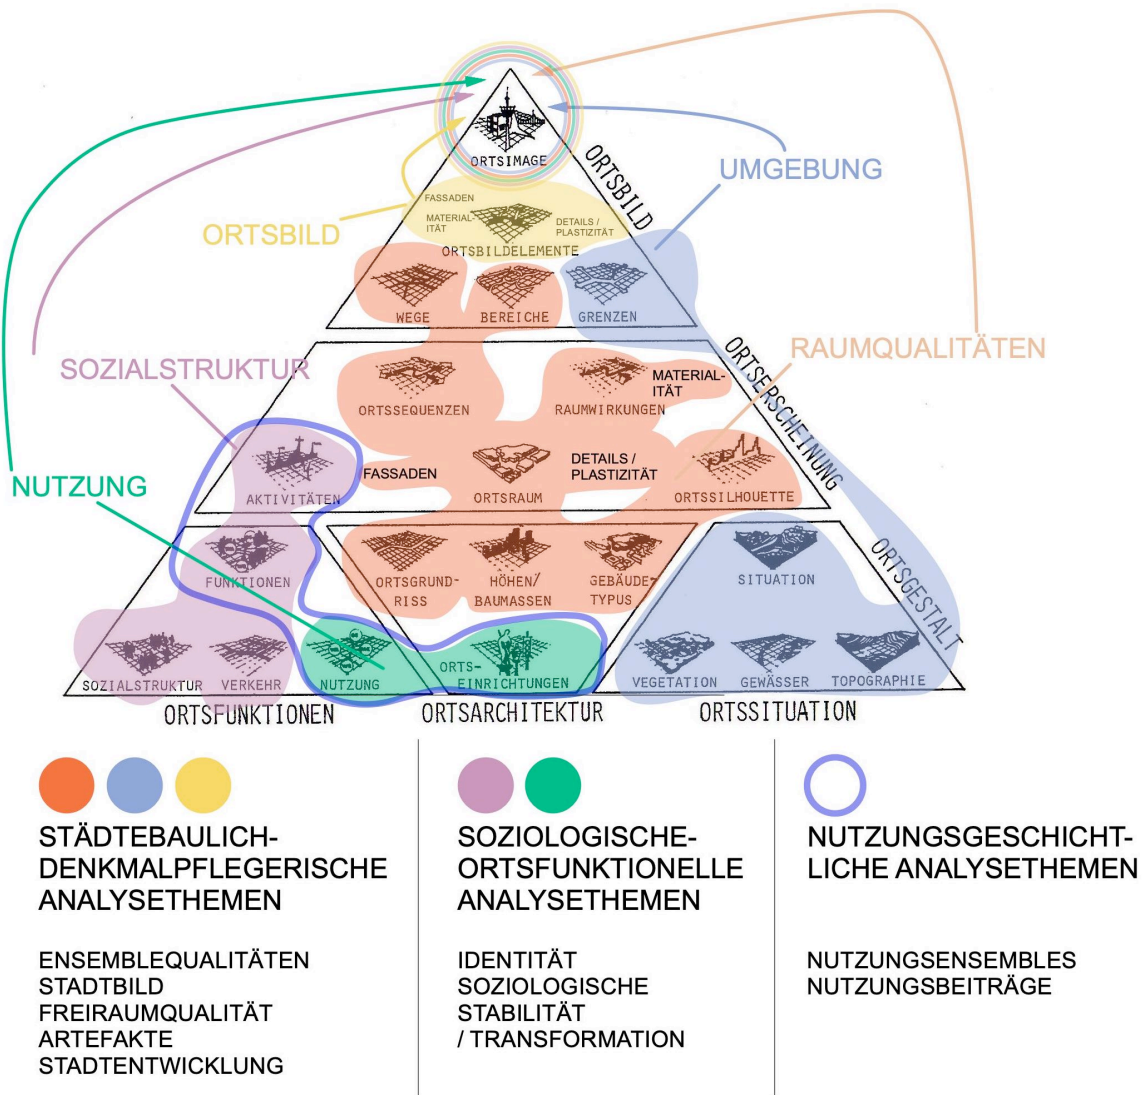 ORTSIMAGE
ORTSBILD
UMGEBUNG
FASSADEN
MATERIAL-
ITÄT
DETAILS /
PLASTIZITÄT
ORTSBILD
ORTSBILDELEMENTE
WEGE
BEREICHE
GRENZEN
SOZIALSTRUKTUR
RAUMQUALITÄTEN
ORTSERSCHEINUNG
ORTSSEQUENZEN
RAUMWIRKUNGEN
MATERIAL-
ITÄT
NUTZUNG
AKTIVITÄTEN
FASSADEN
ORTSRAUM
DETAILS /
PLASTIZITÄT
ORTSSILHOUETTE
ORTSGESTALT
FUNKTIONEN
ORTSGRUND-
RISS
HÖHEN/
BAUMASSEN
GEBÄUDE-
TYPUS
SITUATION
SOZIALSTRUKTUR
VERKEHR
NUTZUNG
ORTS-
EINRICHTUNGEN
VEGETATION
GEWÄSSER
TOPOGRAPHIE
ORTSFUNKTIONEN
ORTSARCHITEKTUR
ORTSSITUATION
STÄDTEBAULICH-
DENKMALPFLEGERISCHE
ANALYSETHEMEN
ENSEMBLEQUALITÄTEN
STADTBILD
FREIRAUMQUALITÄT
ARTEFAKTE
STADTENTWICKLUNG
SOZIOLOGISCHE-
ORTSFUNKTIONELLE
ANALYSETHEMEN
IDENTITÄT
SOZIOLOGISCHE
STABILITÄT
/ TRANSFORMATION
NUTZUNGSGESCHICHT-
LICHE ANALYSETHEMEN
NUTZUNGSENSEMBLES
NUTZUNGSBEITRÄGE